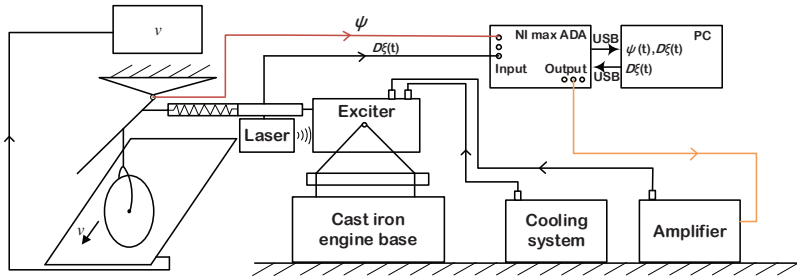 v
ψ
Dξ(t)
NI max ADA
Input
Output
USB
USB
PC
ψ(t), Dξ(t)
Dξ(t)
Exciter
Laser
v
Cast iron
engine base
Cooling
system
Amplifier